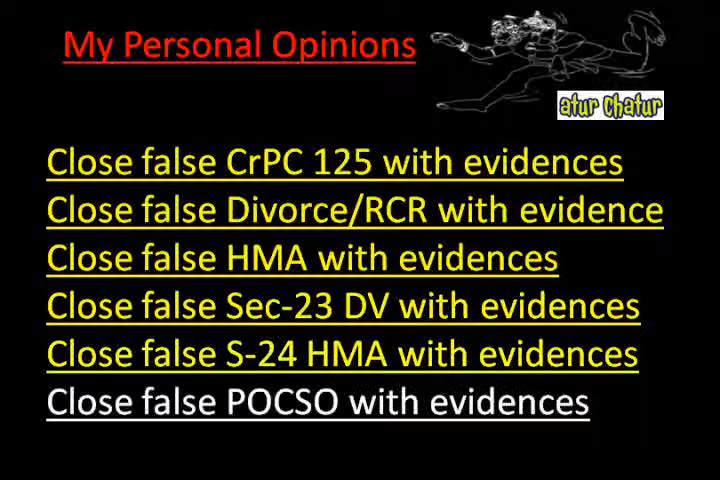 My Personal Opinions
atur Chatur
Close false CrPC 125 with evidences
Close false Divorce/RCR with evidence
Close false HMA with evidences
Close false Sec-23 DV with evidences
Close false S-24 HMA with evidences
Close false POCSO with evidences